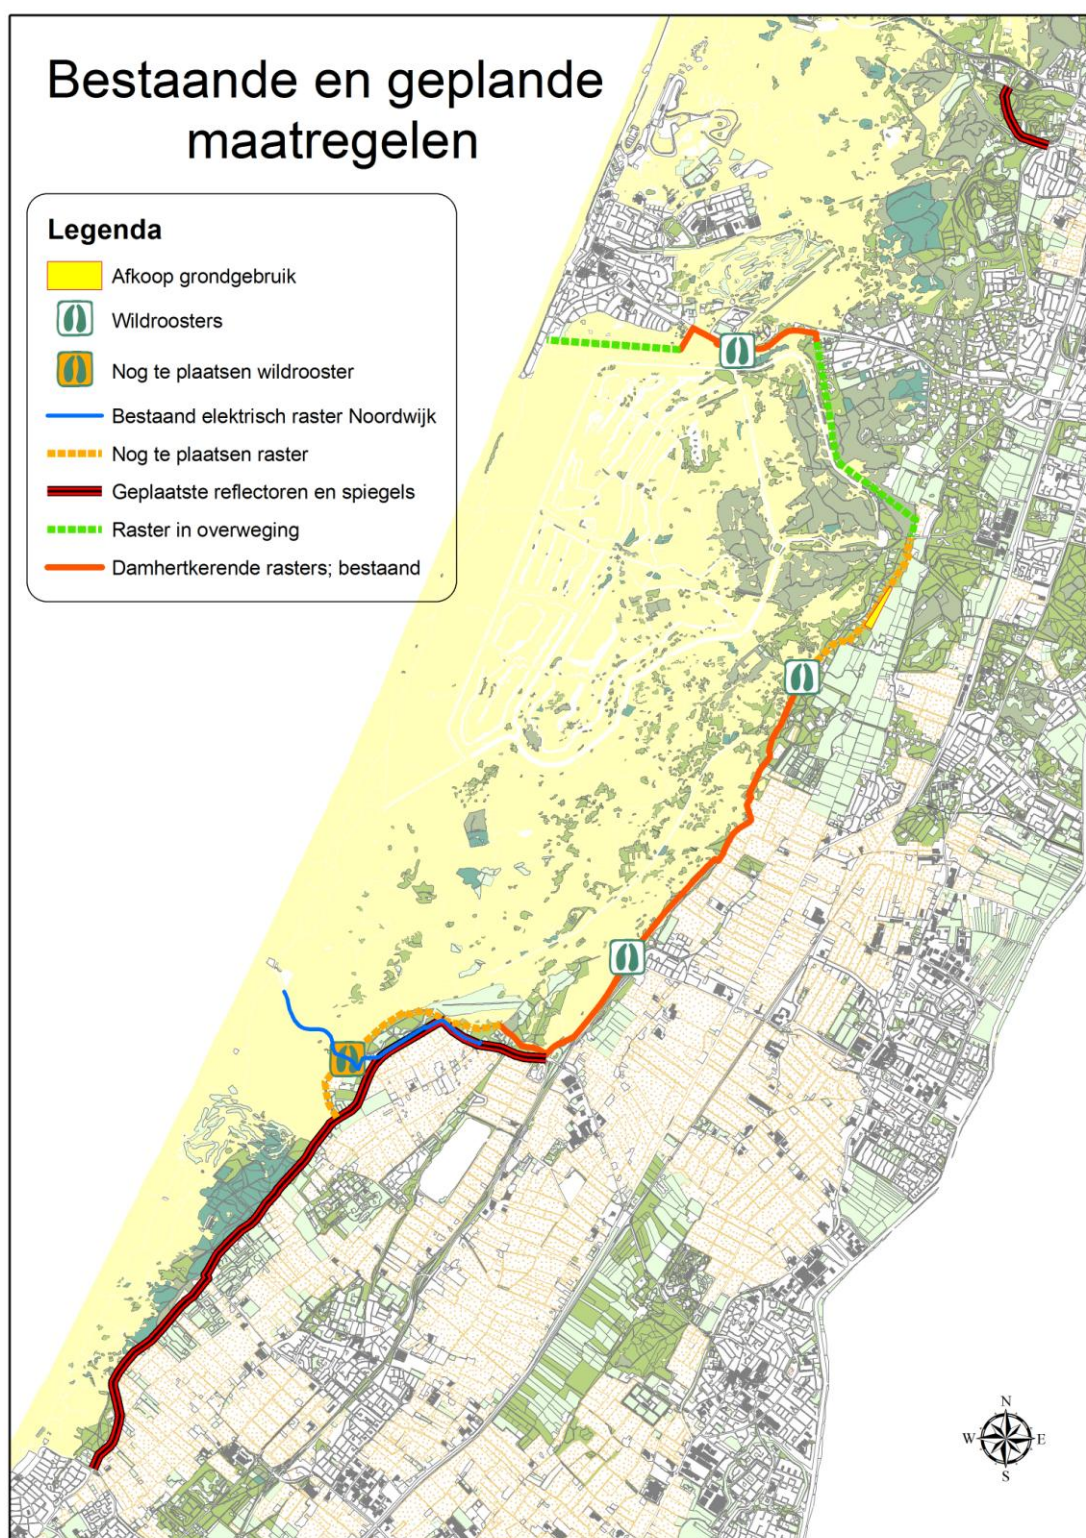 Bestaande en geplande
maatregelen
Legenda
Afkoop grondgebruik
Wildroosters
Nog te plaatsen wildrooster
Bestaand elektrisch raster Noordwijk
Nog te plaatsen raster
Geplaatste reflectoren en spiegels
Raster in overweging
Damhertkerende rasters; bestaand
N
W E
S